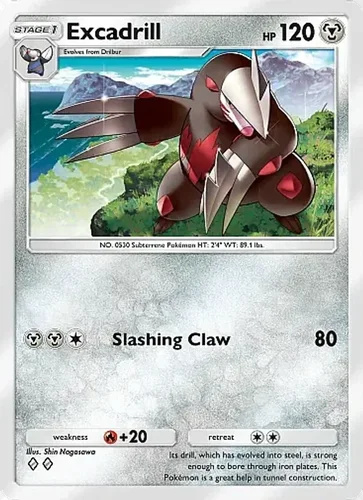 STAGE 1
Excadrill
HP 120
Evolves from Drilbur
NO. 0530 Subterrene Pokémon HT: 2'4" WT: 89.1 lbs.
Slashing Claw 80
weakness +20 retreat
Illus. Shin Nagasawa
Its drill, which has evolved into steel, is strong
enough to bore through iron plates. This
Pokémon is a great help in tunnel construction.